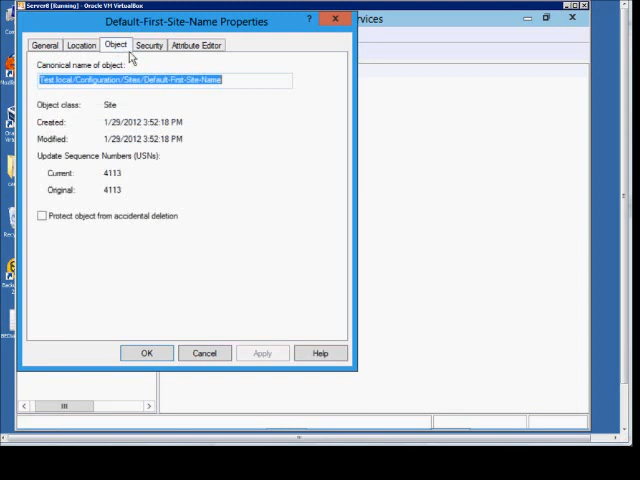 Server8 [Running] - Oracle VM VirtualBox
Default-First-Site-Name Properties
?
vices
General
Location
Object
Security
Attribute Editor
Canonical name of object:
Test.local/Configuration/Sites/Default-First-Site-Name
Object class: Site
Created: 1/29/2012 3:52:18 PM
Modified: 1/29/2012 3:52:18 PM
Update Sequence Numbers (USNs):
Current: 4113
Original: 4113
Protect object from accidental deletion
OK
Cancel
Apply
Help